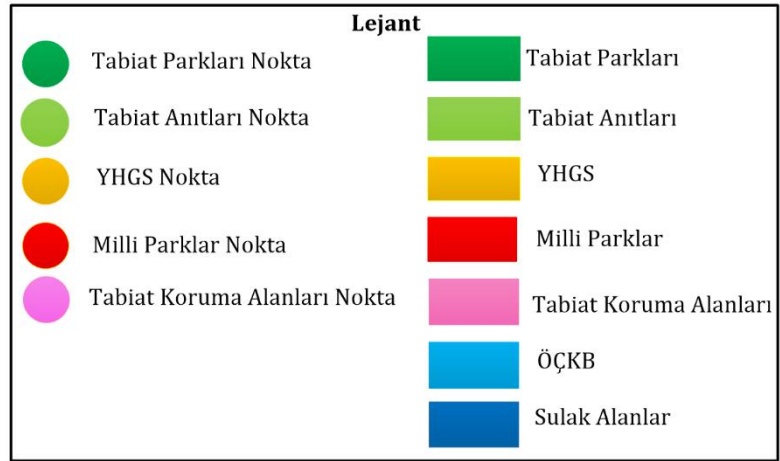 Lejant
Tabiat Parkları Nokta
Tabiat Anıtları Nokta
YHGS Nokta
Milli Parklar Nokta
Tabiat Koruma Alanları Nokta
Tabiat Parkları
Tabiat Anıtları
YHGS
Milli Parklar
Tabiat Koruma Alanları
ÖÇKB
Sulak Alanlar